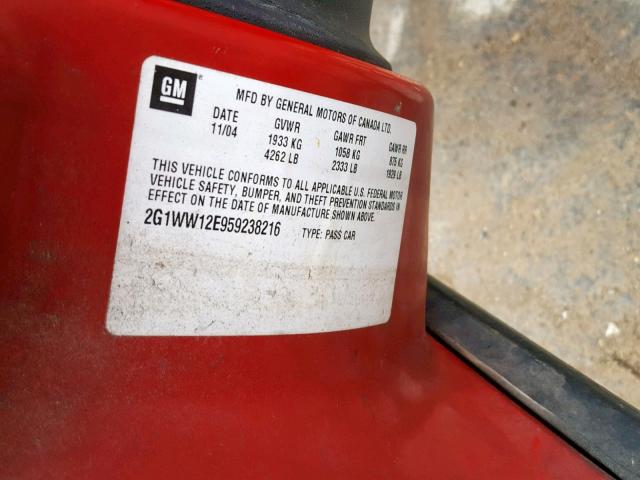 GM
MFD BY GENERAL MOTORS OF CANADA LTD.
DATE GVWR GAWR FRT GAWR RR
11/04 1933 KG 1058 KG 875 KG
4262 LB 2333 LB 1929 LB
THIS VEHICLE CONFORMS TO ALL APPLICABLE U.S. FEDERAL MOTOR
VEHICLE SAFETY, BUMPER, AND THEFT PREVENTION STANDARDS IN
EFFECT ON THE DATE OF MANUFACTURE SHOWN ABOVE.
2G1WW12E959238216 TYPE: PASS CAR